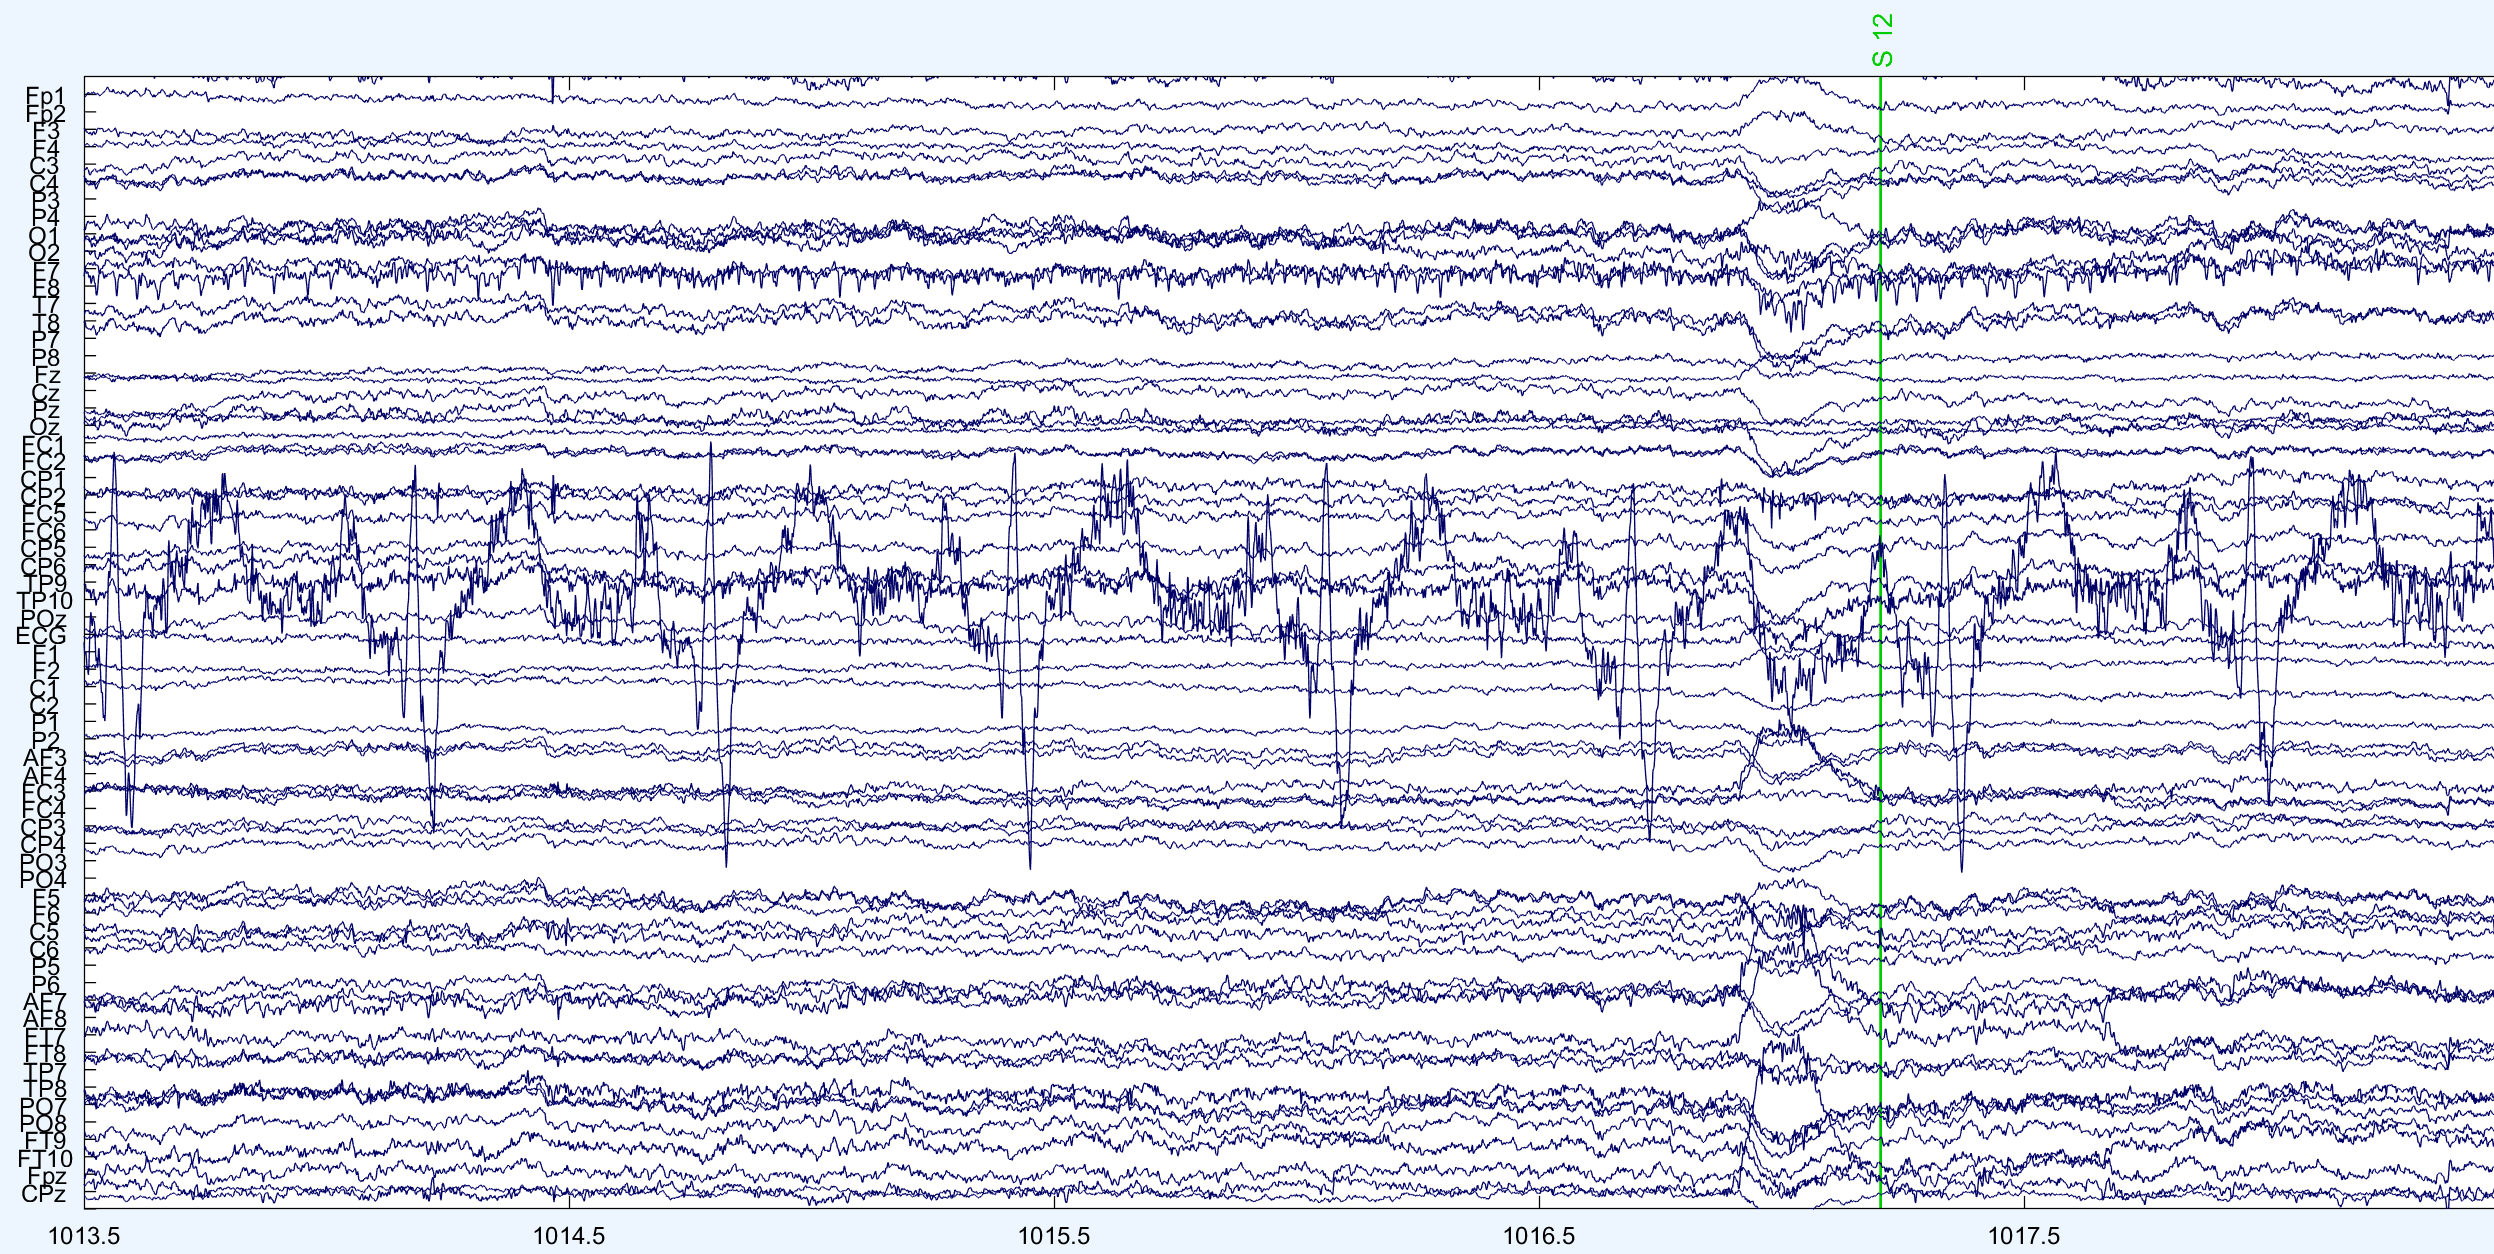 S 12
Fp1
Fp2
F3
F4
C3
C4
P3
P4
O1
O2
F7
F8
T7
T8
P7
P8
Fz
Cz
Pz
Oz
FC1
FC2
CP1
CP2
FC5
FC6
CP5
CP6
TP9
TP10
POz
ECG
F1
F2
C1
C2
P1
P2
AF3
AF4
FC3
FC4
CP3
CP4
PO3
PO4
F5
F6
C5
C6
P5
P6
AF7
AF8
FT7
FT8
TP7
TP8
PO7
PO8
FT9
FT10
Fpz
CPz
1013.5 1014.5 1015.5 1016.5 1017.5